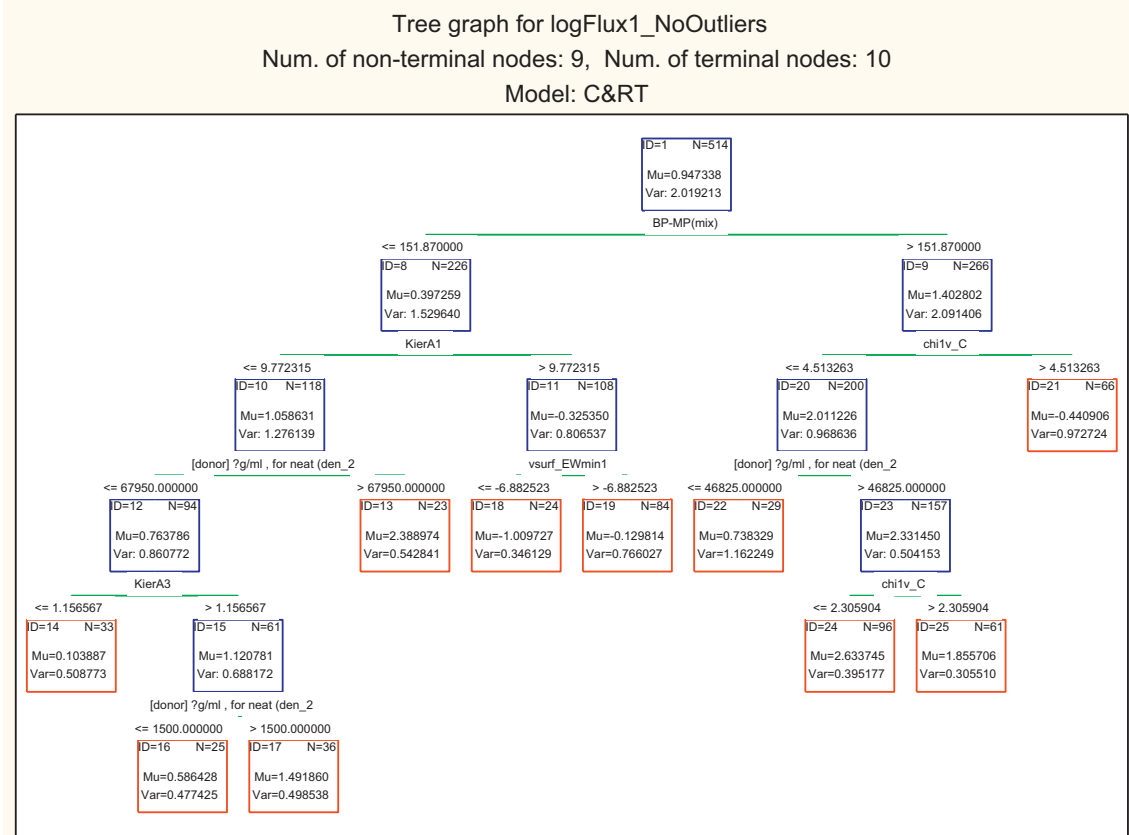 Tree graph for logFlux1_NoOutliers
Num. of non-terminal nodes: 9,  Num. of terminal nodes: 10
Model: C&RT
ID=1 N=514
Mu=0.947338
Var: 2.019213
BP-MP(mix)
<= 151.870000 > 151.870000
ID=8 N=226 ID=9 N=266
Mu=0.397259 Mu=1.402802
Var: 1.529640 Var: 2.091406
KierA1 chi1v_C
<= 9.772315 > 9.772315 <= 4.513263 > 4.513263
ID=10 N=118 ID=11 N=108 ID=20 N=200 ID=21 N=66
Mu=1.058631 Mu=-0.325350 Mu=2.011226 Mu=-0.440906
Var: 1.276139 Var: 0.806537 Var: 0.968636 Var=0.972724
[donor] ?g/ml , for neat (den_2 vsurf_EWmin1 [donor] ?g/ml , for neat (den_2
<= 67950.000000 > 67950.000000 <= -6.882523 > -6.882523 <= 46825.000000 > 46825.000000
ID=12 N=94 ID=13 N=23 ID=18 N=24 ID=19 N=84 ID=22 N=29 ID=23 N=157
Mu=0.763786 Mu=2.388974 Mu=-1.009727 Mu=-0.129814 Mu=0.738329 Mu=2.331450
Var: 0.860772 Var=0.542841 Var=0.346129 Var=0.766027 Var=1.162249 Var: 0.504153
KierA3 chi1v_C
<= 1.156567 > 1.156567 <= 2.305904 > 2.305904
ID=14 N=33 ID=15 N=61 ID=24 N=96 ID=25 N=61
Mu=0.103887 Mu=1.120781 Mu=2.633745 Mu=1.855706
Var=0.508773 Var: 0.688172 Var=0.395177 Var=0.305510
[donor] ?g/ml , for neat (den_2
<= 1500.000000 > 1500.000000
ID=16 N=25 ID=17 N=36
Mu=0.586428 Mu=1.491860
Var=0.477425 Var=0.498538